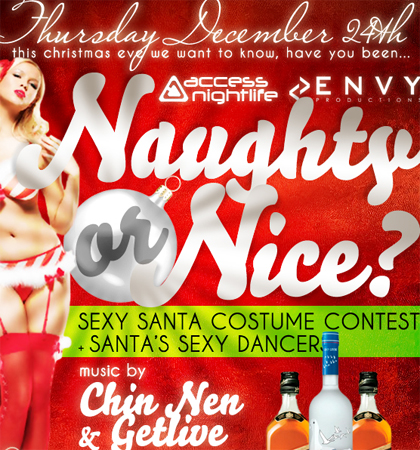 Thursday December 24th
this christmas eve we want to know, have you been...
access nightlife
ENVY
PRODUCTION
Naughty
or Nice?
SEXY SANTA COSTUME CONTEST
+ SANTA'S SEXY DANCERS
music by
Chin Nen
& Getlive